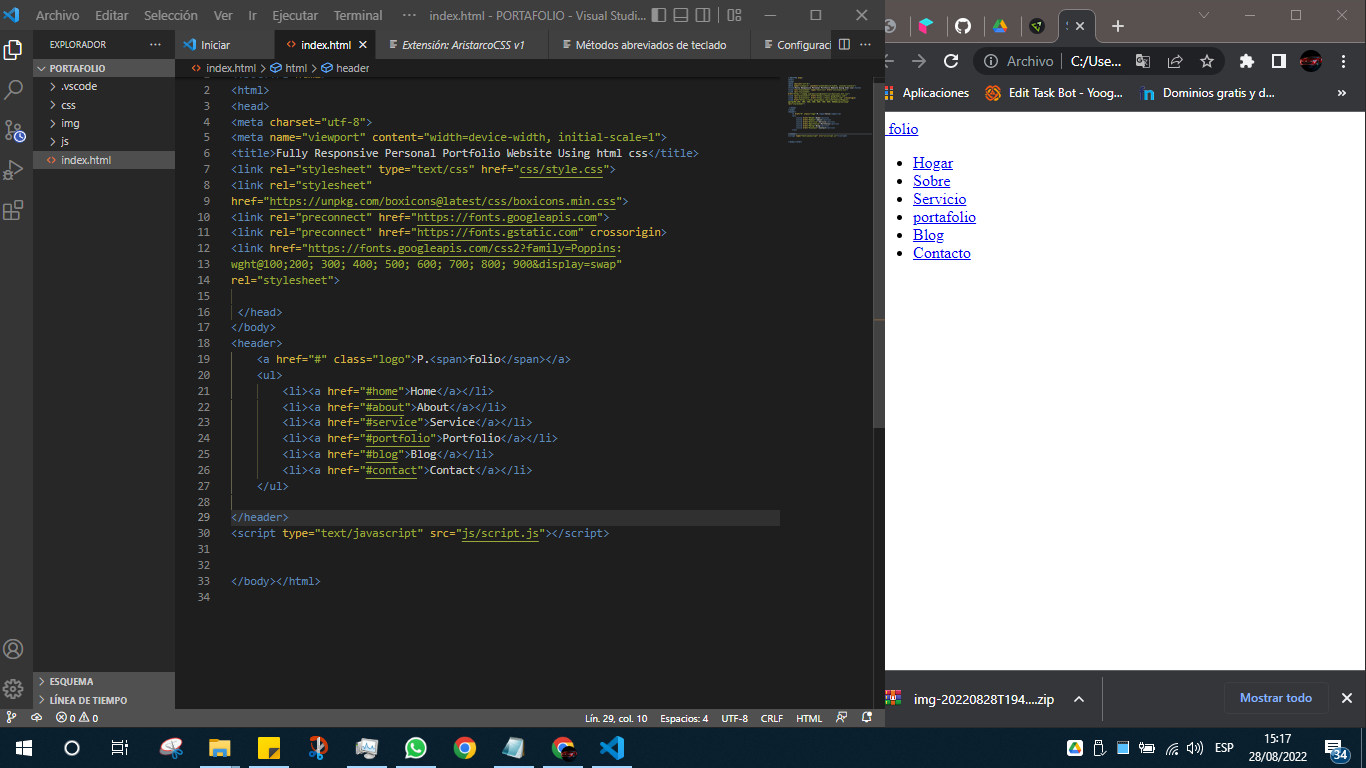 Archivo Editar Selección Ver Ir Ejecutar Terminal ··· index.html - PORTAFOLIO - Visual Studi...
EXPLORADOR ···
Iniciar
index.html
Extensión: AristarcoCSS v1
Métodos abreviados de teclado
Configuraci
PORTAFOLIO
.vscode
css
img
js
index.html
index.html > html > header
2 <html>
3 <head>
4 <meta charset="utf-8">
5 <meta name="viewport" content="width=device-width, initial-scale=1">
6 <title>Fully Responsive Personal Portfolio Website Using html css</title>
7 <link rel="stylesheet" type="text/css" href="css/style.css">
8 <link rel="stylesheet"
9 href="https://unpkg.com/boxicons@latest/css/boxicons.min.css">
10 <link rel="preconnect" href="https://fonts.googleapis.com">
11 <link rel="preconnect" href="https://fonts.gstatic.com" crossorigin>
12 <link href="https://fonts.googleapis.com/css2?family=Poppins:
13 wght@100;200; 300; 400; 500; 600; 700; 800; 900&display=swap"
14 rel="stylesheet">
15
16 </head>
17 </body>
18 <header>
19 <a href="#" class="logo">P.<span>folio</span></a>
20 <ul>
21 <li><a href="#home">Home</a></li>
22 <li><a href="#about">About</a></li>
23 <li><a href="#service">Service</a></li>
24 <li><a href="#portfolio">Portfolio</a></li>
25 <li><a href="#blog">Blog</a></li>
26 <li><a href="#contact">Contact</a></li>
27 </ul>
28
29 </header>
30 <script type="text/javascript" src="js/script.js"></script>
31
32
33 </body></html>
34
ESQUEMA
LÍNEA DE TIEMPO
0 0
Lín. 29, col. 10 Espacios: 4 UTF-8 CRLF HTML
Archivo C:/Use...
Aplicaciones Edit Task Bot - Yoog... Dominios gratis y d... »
folio
Hogar
Sobre
Servicio
portafolio
Blog
Contacto
img-20220828T194....zip
Mostrar todo
ESP
15:17
28/08/2022
34